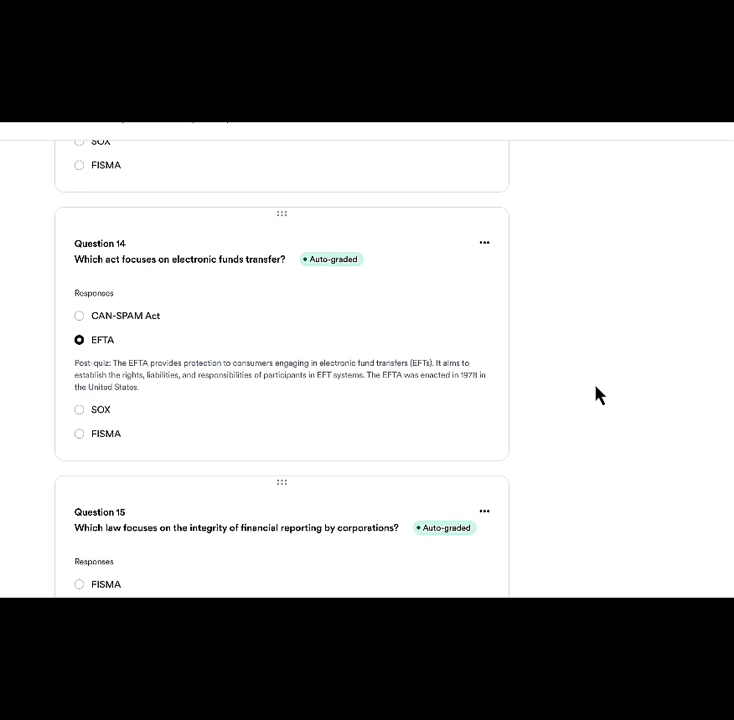 SOX
FISMA
Question 14
Which act focuses on electronic funds transfer? Auto-graded
Responses
CAN-SPAM Act
EFTA
Post-quiz: The EFTA provides protection to consumers engaging in electronic fund transfers (EFTs). It aims to
establish the rights, liabilities, and responsibilities of participants in EFT systems. The EFTA was enacted in 1978 in
the United States.
SOX
FISMA
Question 15
Which law focuses on the integrity of financial reporting by corporations? Auto-graded
Responses
FISMA